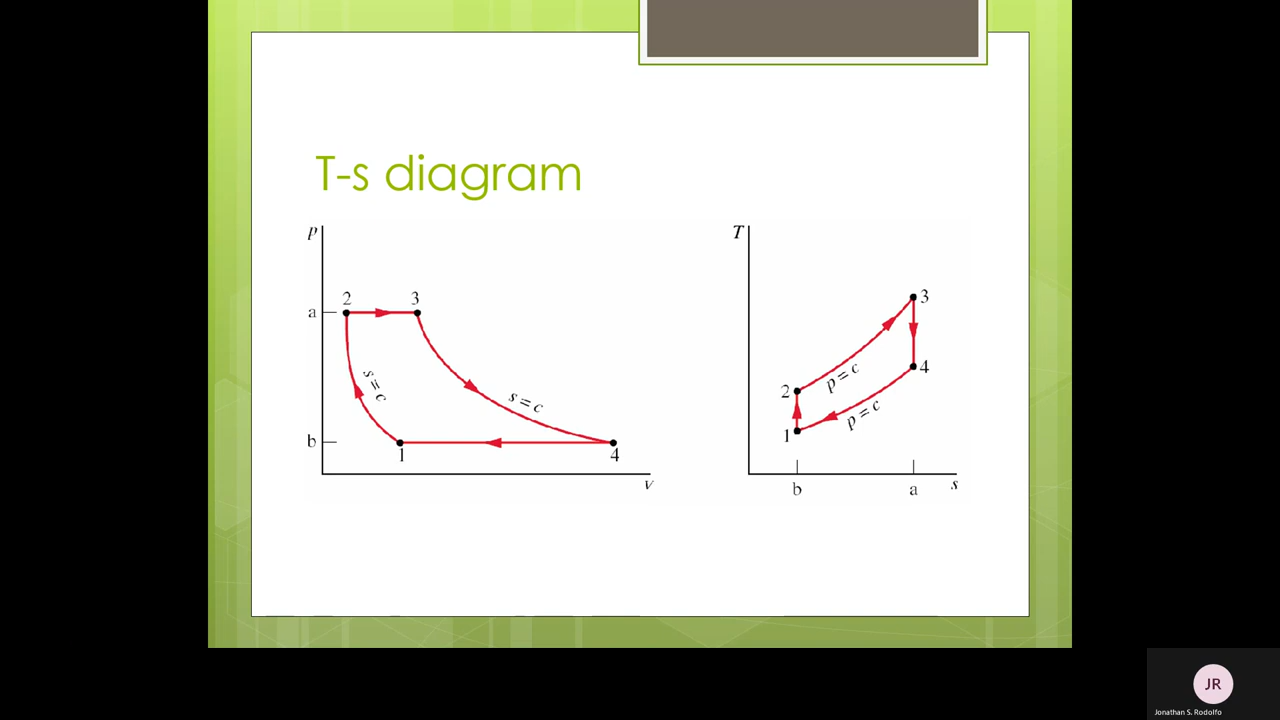 T-s diagram
p
2
3
a
s = c
s = c
b
1
4
v
T
3
2
p = c
4
p = c
1
b
a
s
JR
Jonathan S. Rodolfo